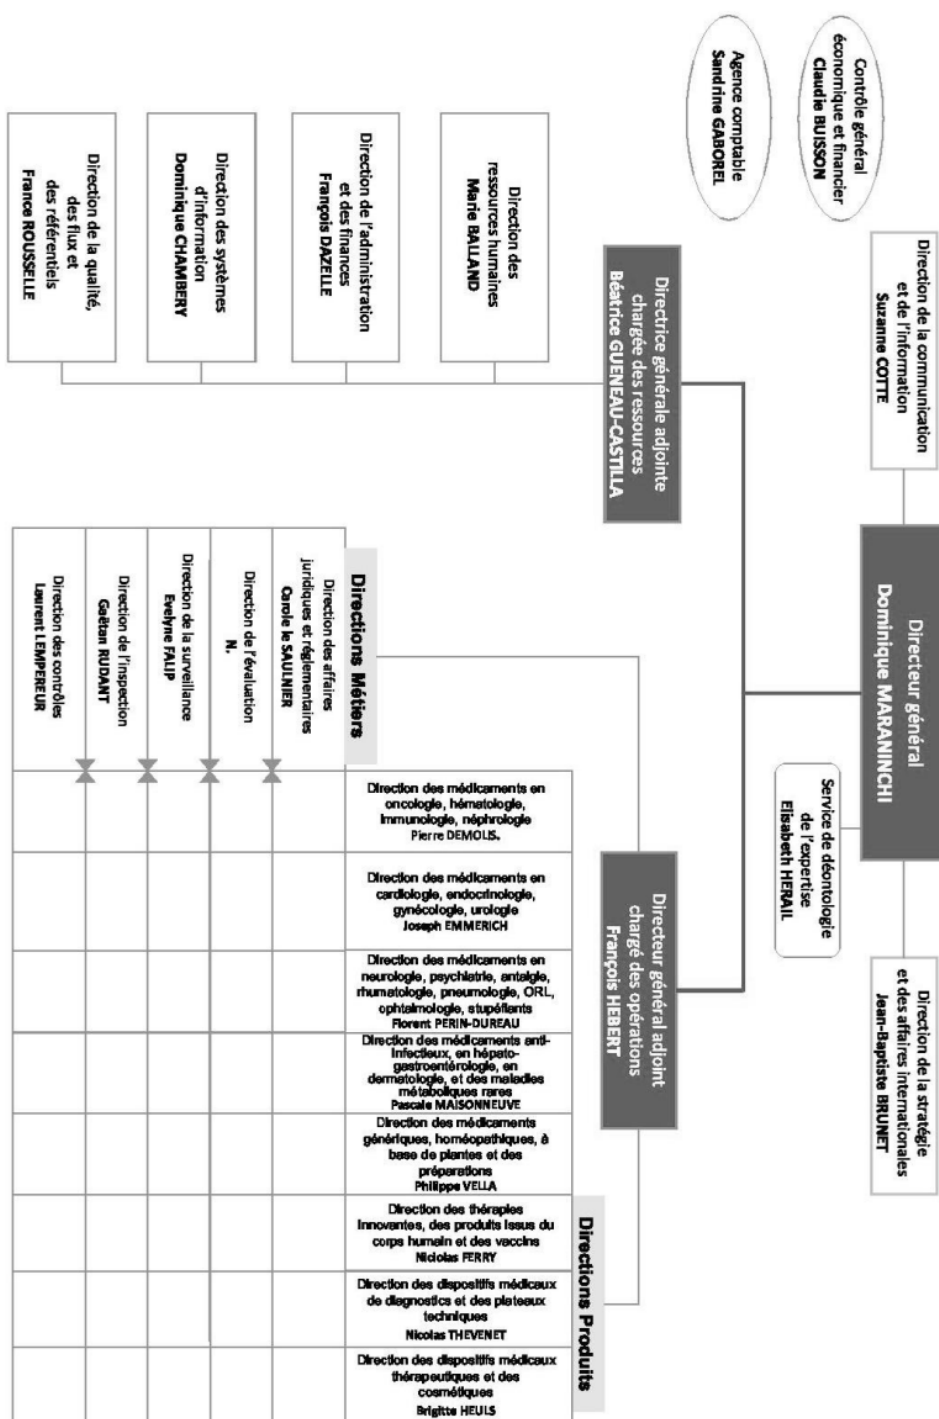 Directeur général
Dominique MARANINCHI
Direction de la communication
et de l'information
Suzanne COTTE
Direction de la stratégie
et des affaires internationales
Jean-Baptiste BRUNET
Contrôle général
économique et financier
Claudie BUISSON
Agence comptable
Sandrine GABOREL
Service de déontologie
de l'expertise
Elisabeth HERAIL
Directrice générale adjointe
chargée des ressources
Béatrice GUENEAU-CASTILLA
Directeur général adjoint
chargé des opérations
François HEBERT
Direction des
ressources humaines
Marie BALLAND
Direction de l'administration
et des finances
François DAZELLE
Direction des systèmes
d'information
Dominique CHAMBERY
Direction de la qualité,
des flux et
des référentiels
France ROUSSELLE
Directions Métiers
Direction des affaires
juridiques et réglementaires
Carole le SAULNIER
Direction de l'évaluation
N.
Direction de la surveillance
Evelyne FALIP
Direction de l'inspection
Gaëtan RUDANT
Direction des contrôles
Laurent LEMPEREUR
Directions Produits
Direction des médicaments en
oncologie, hématologie,
immunologie, néphrologie
Pierre DEMOLIS.
Direction des médicaments en
cardiologie, endocrinologie,
gynécologie, urologie
Joseph EMMERICH
Direction des médicaments en
neurologie, psychiatrie, antalgie,
rhumatologie, pneumologie, ORL,
ophtalmologie, stupéfiants
Florent PERIN-DUREAU
Direction des médicaments anti-
infectieux, en hépato-
gastroentérologie, en
dermatologie, et des maladies
métaboliques rares
Pascale MAISONNEUVE
Direction des médicaments
génériques, homéopathiques, à
base de plantes et des
préparations
Philippe VELLA
Direction des thérapies
innovantes, des produits issus du
corps humain et des vaccins
Niciolas FERRY
Direction des dispositifs médicaux
de diagnostics et des plateaux
techniques
Nicolas THEVENET
Direction des dispositifs médicaux
thérapeutiques et des
cosmétiques
Brigitte HEULS